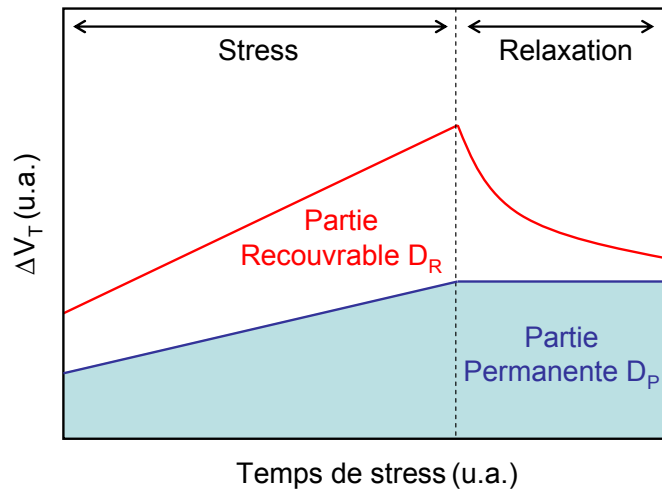 Stress
Relaxation
ΔV_T (u.a.)
Partie
Recouvrable D_R
Partie
Permanente D_P
Temps de stress (u.a.)